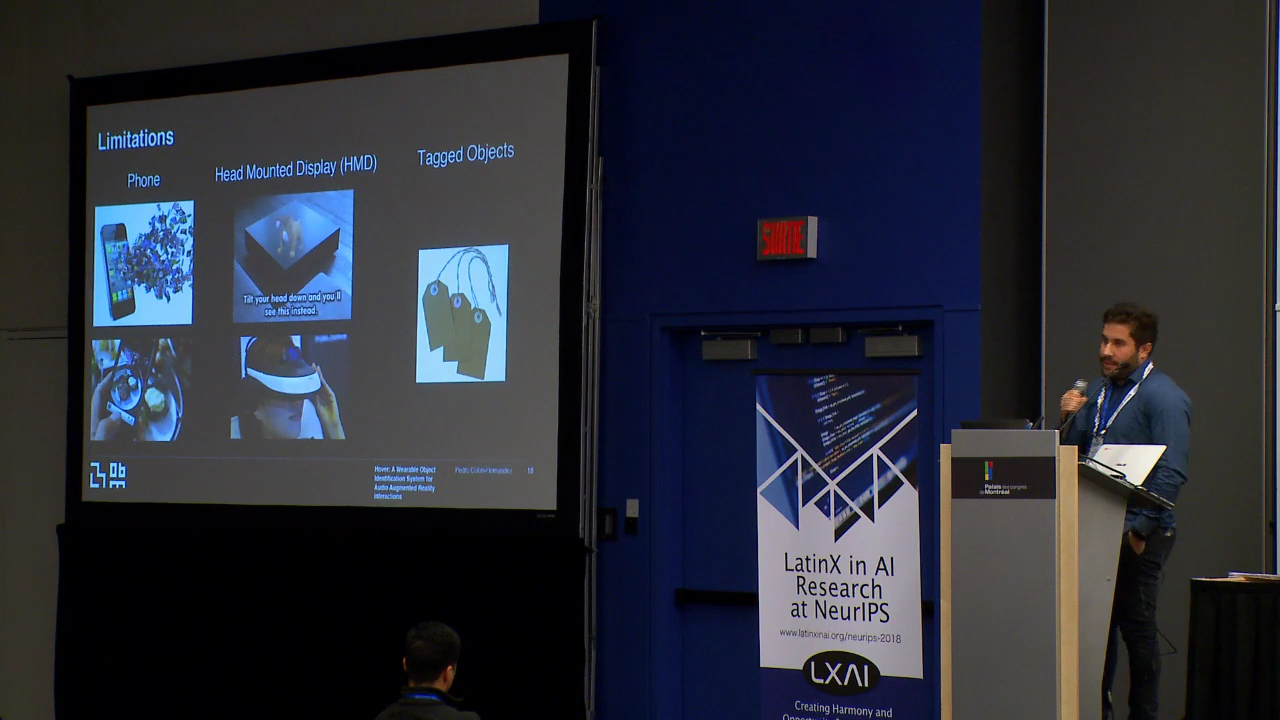 Limitations
Phone
Head Mounted Display (HMD)
Tagged Objects
Tilt your head down and you'll
see this instead.
Hover: A Wearable Object
Identification System for
Audio Augmented Reality
Interactions
10
SORTIE
Palais des congrès
de Montréal
LatinX in AI
Research
at NeurIPS
www.latinxinai.org/neurips-2018
LXAI
Creating Harmony and